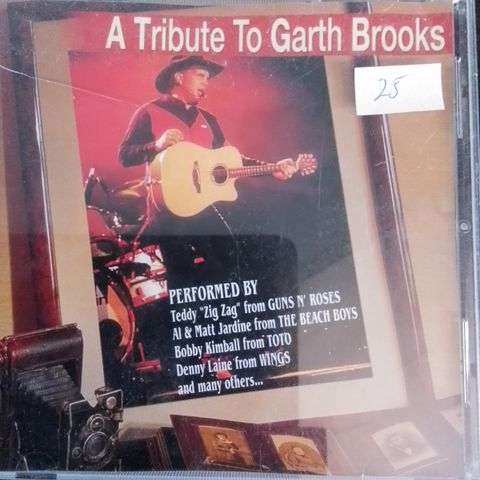 A Tribute To Garth Brooks
25
PERFORMED BY
Teddy "Zig Zag" from GUNS N' ROSES
Al & Matt Jardine from THE BEACH BOYS
Bobby Kimball from TOTO
Denny Laine from WINGS
and many others...